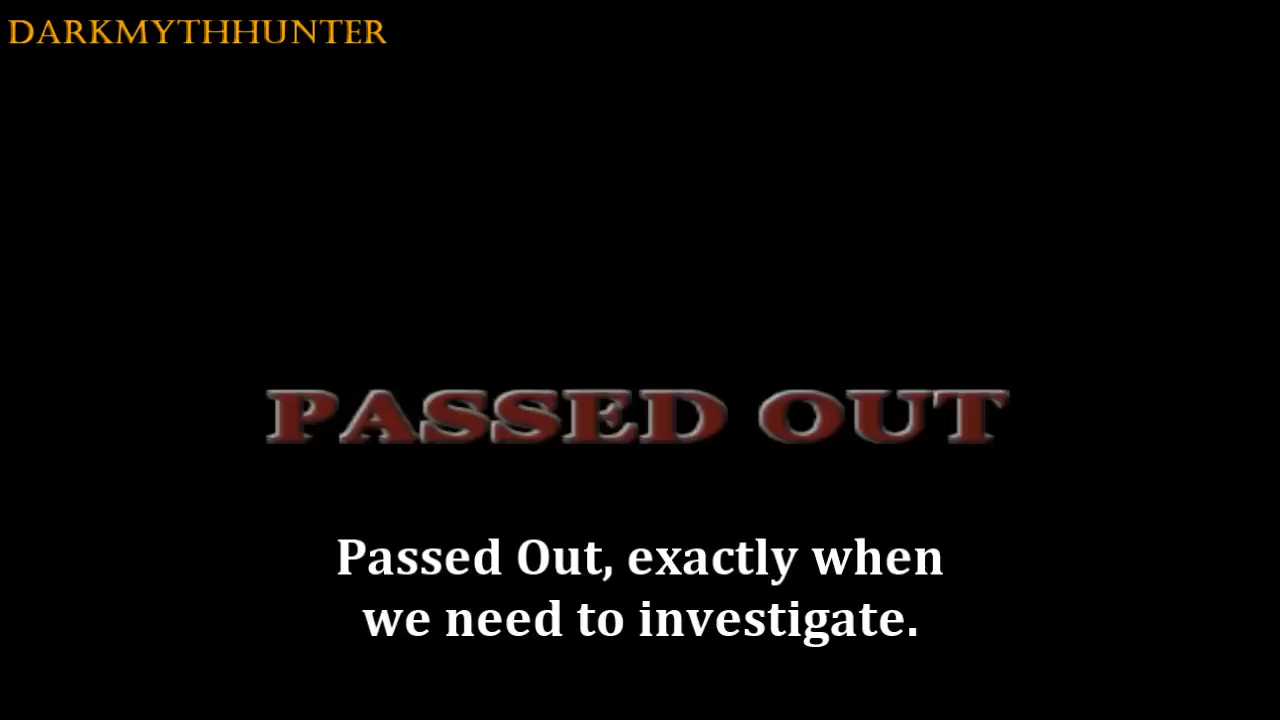 DARKMYTHHUNTER
PASSED OUT
Passed Out, exactly when
we need to investigate.